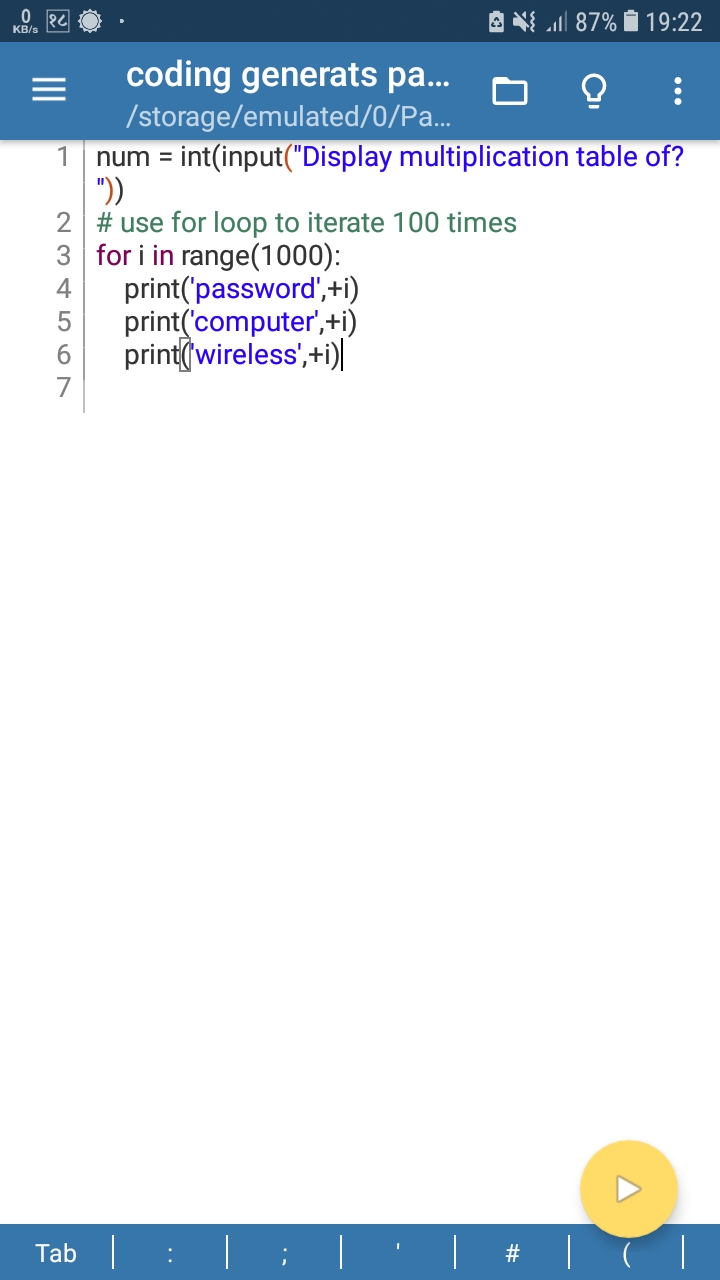 0
KB/s
१८
87%
19:22
coding generats pa...
/storage/emulated/0/Pa...
1 num = int(input("Display multiplication table of?
"))
2 # use for loop to iterate 100 times
3 for i in range(1000):
4 print('password',+i)
5 print('computer',+i)
6 print('wireless',+i)
7
Tab : ; ' # (